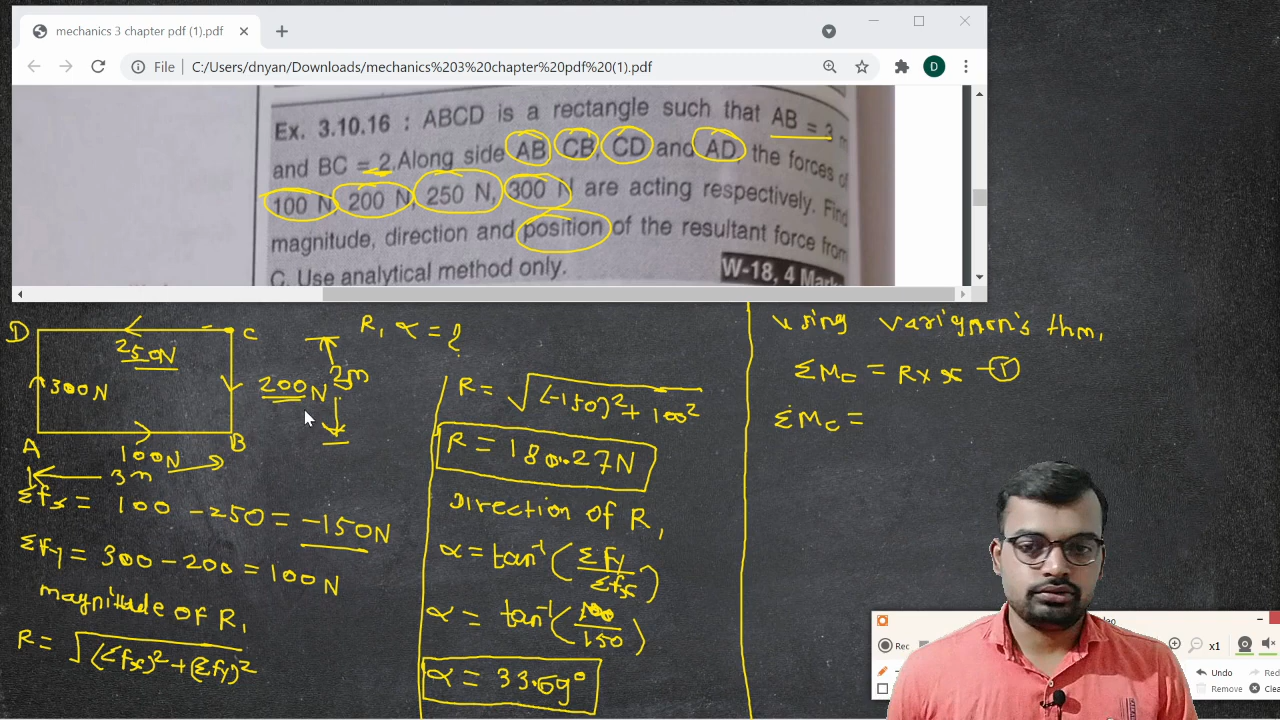 mechanics 3 chapter pdf (1).pdf
File C:/Users/dnyan/Downloads/mechanics%203%20chapter%20pdf%20(1).pdf
D
Ex. 3.10.16 : ABCD is a rectangle such that AB = 3 m
and BC = 2. Along side AB, CB, CD and AD, the forces of
100 N, 200 N, 250 N, 300 N are acting respectively. Find
magnitude, direction and position of the resultant force from
C. Use analytical method only.
W-18, 4 Mark
D
C
250N
300N
200N
2m
A
B
100N
3m
Σfx = 100 - 250 = -150N
Σfy = 300 - 200 = 100N
magnitude of R,
R = √(Σfx)²+(Σfy)²
R, α = ?
R = √(-150)²+100²
R = 180.27N
Direction of R,
α = tan⁻¹(Σfy/Σfx)
α = tan⁻¹(100/150)
α = 33.69°
using varignon's thm,
ΣMc = R×x -①
ΣMc =
Rec
x1
Undo
Red
Remove
Clea